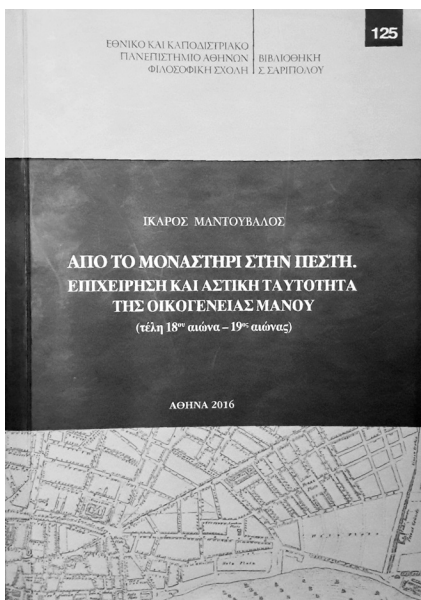 ΕΘΝΙΚΟ ΚΑΙ ΚΑΠΟΔΙΣΤΡΙΑΚΟ
ΠΑΝΕΠΙΣΤΗΜΙΟ ΑΘΗΝΩΝ
ΦΙΛΟΣΟΦΙΚΗ ΣΧΟΛΗ
ΒΙΒΛΙΟΘΗΚΗ
Σ. ΣΑΡΙΠΟΛΟΥ
125
ΙΚΑΡΟΣ ΜΑΝΤΟΥΒΑΛΟΣ
ΑΠΟ ΤΟ ΜΟΝΑΣΤΗΡΙ ΣΤΗΝ ΠΕΣΤΗ.
ΕΠΙΧΕΙΡΗΣΗ ΚΑΙ ΑΣΤΙΚΗ ΤΑΥΤΟΤΗΤΑ
ΤΗΣ ΟΙΚΟΓΕΝΕΙΑΣ ΜΑΝΟΥ
(τέλη 18ου αιώνα – 19ος αιώνας)
ΑΘΗΝΑ 2016